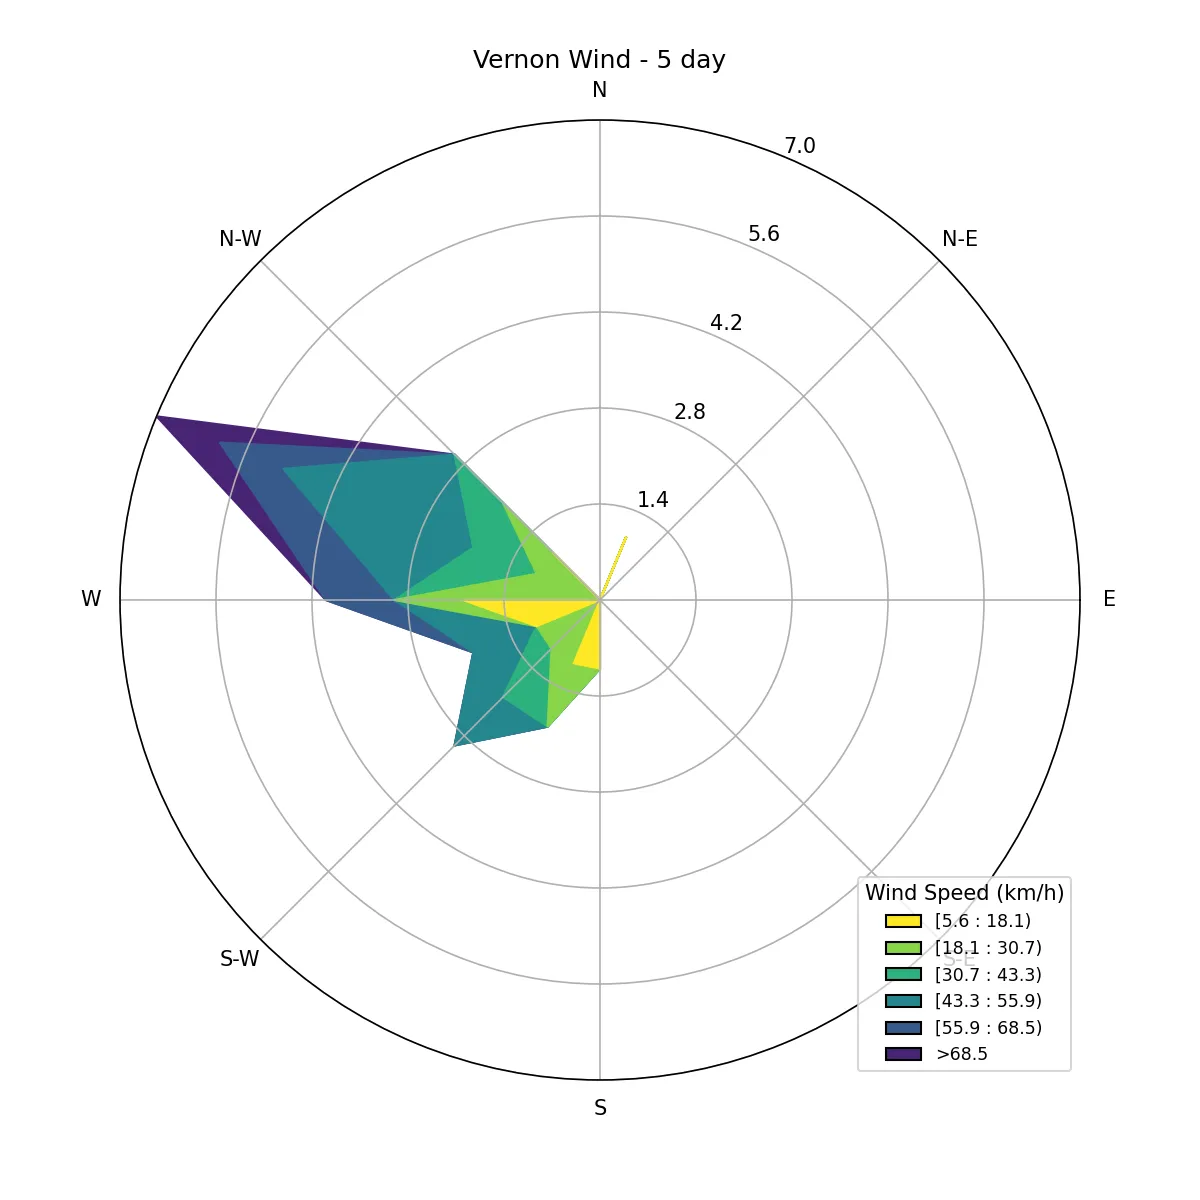 Vernon Wind - 5 day
N
7.0
N-W
5.6
N-E
4.2
2.8
1.4
W
E
Wind Speed (km/h)
[5.6 : 18.1)
[18.1 : 30.7)
S-W
S-E
[30.7 : 43.3)
[43.3 : 55.9)
[55.9 : 68.5)
>68.5
S